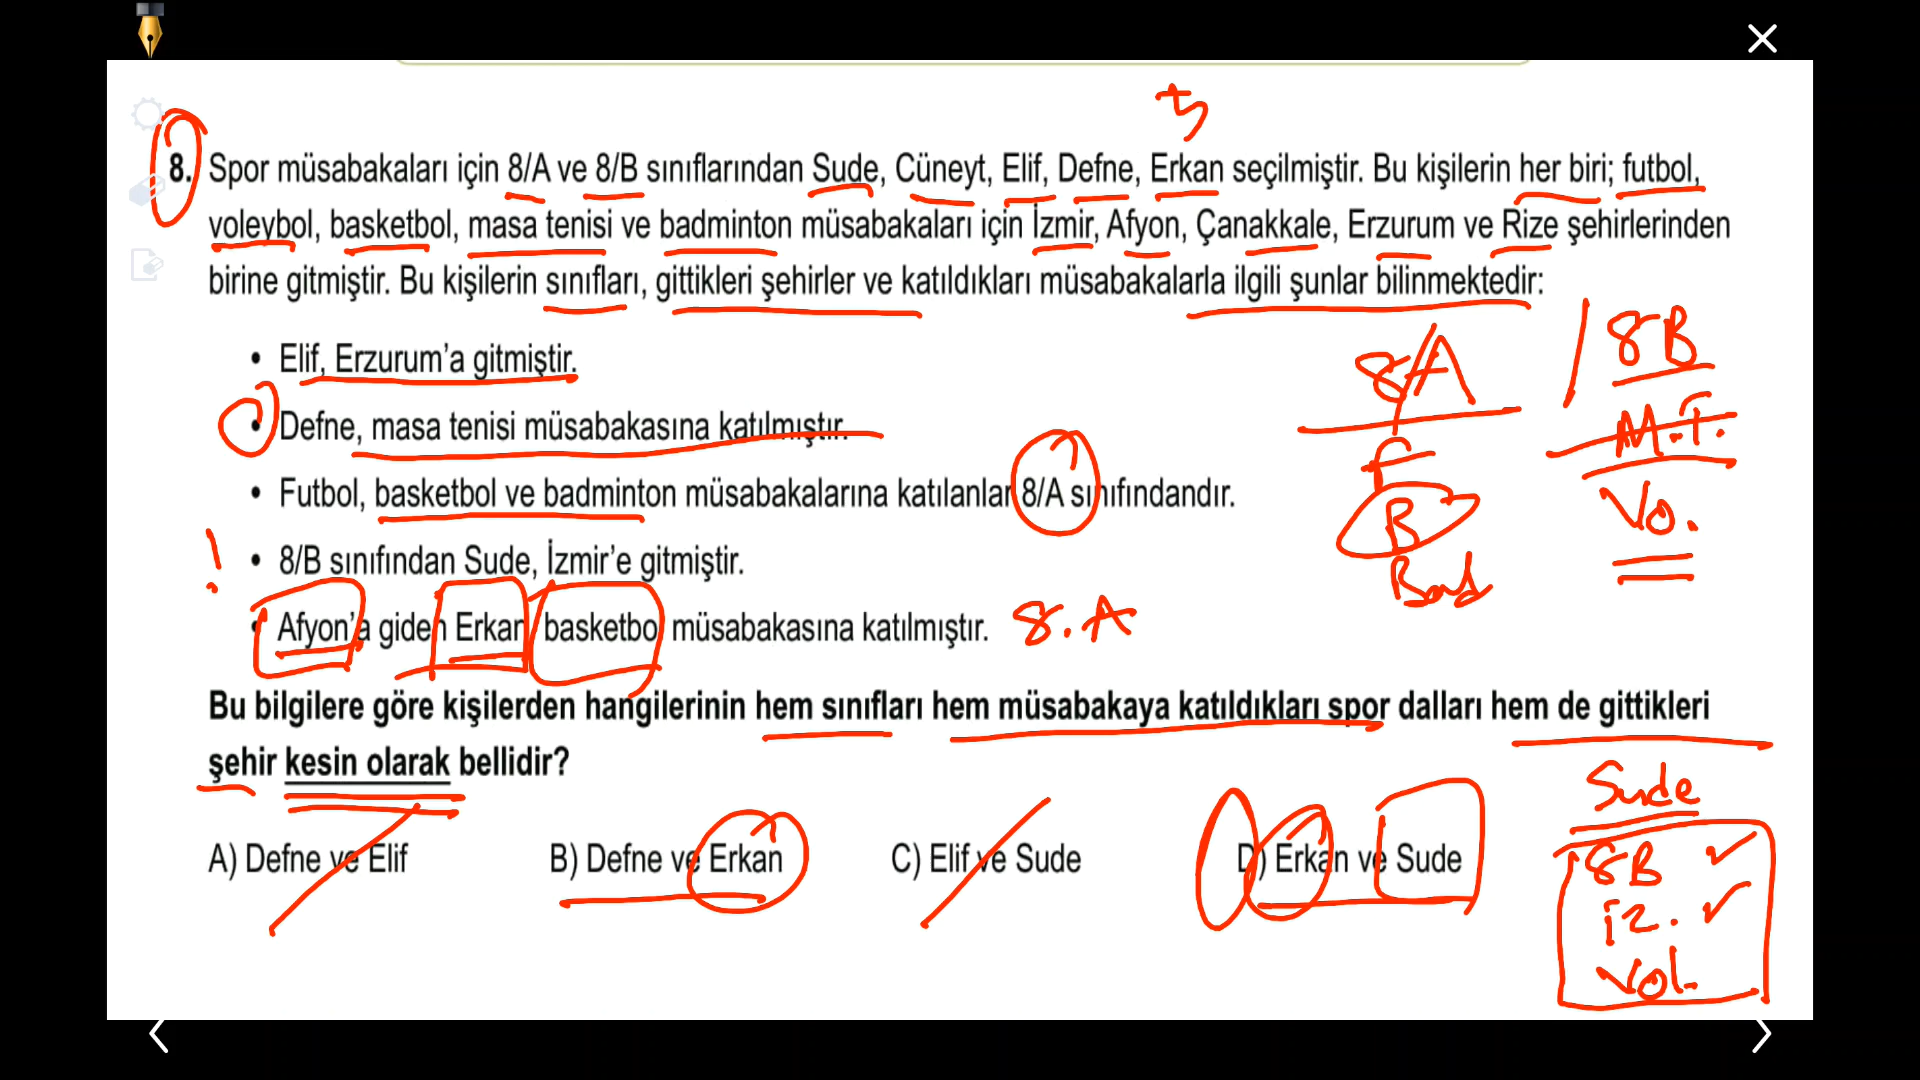 8. Spor müsabakaları için 8/A ve 8/B sınıflarından Sude, Cüneyt, Elif, Defne, Erkan seçilmiştir. Bu kişilerin her biri; futbol,
voleybol, basketbol, masa tenisi ve badminton müsabakaları için İzmir, Afyon, Çanakkale, Erzurum ve Rize şehirlerinden
birine gitmiştir. Bu kişilerin sınıfları, gittikleri şehirler ve katıldıkları müsabakalarla ilgili şunlar bilinmektedir:
• Elif, Erzurum’a gitmiştir.
• Defne, masa tenisi müsabakasına katılmıştır.
• Futbol, basketbol ve badminton müsabakalarına katılanlar 8/A sınıfındandır.
• 8/B sınıfından Sude, İzmir’e gitmiştir.
• Afyon’a giden Erkan basketbol müsabakasına katılmıştır. 8.A
8A
F
B
Bad
8B
M.T.
Vo.
Bu bilgilere göre kişilerden hangilerinin hem sınıfları hem müsabakaya katıldıkları spor dalları hem de gittikleri
şehir kesin olarak bellidir?
A) Defne ve Elif B) Defne ve Erkan C) Elif ve Sude D) Erkan ve Sude
Sude
8B
iz.
Vol.